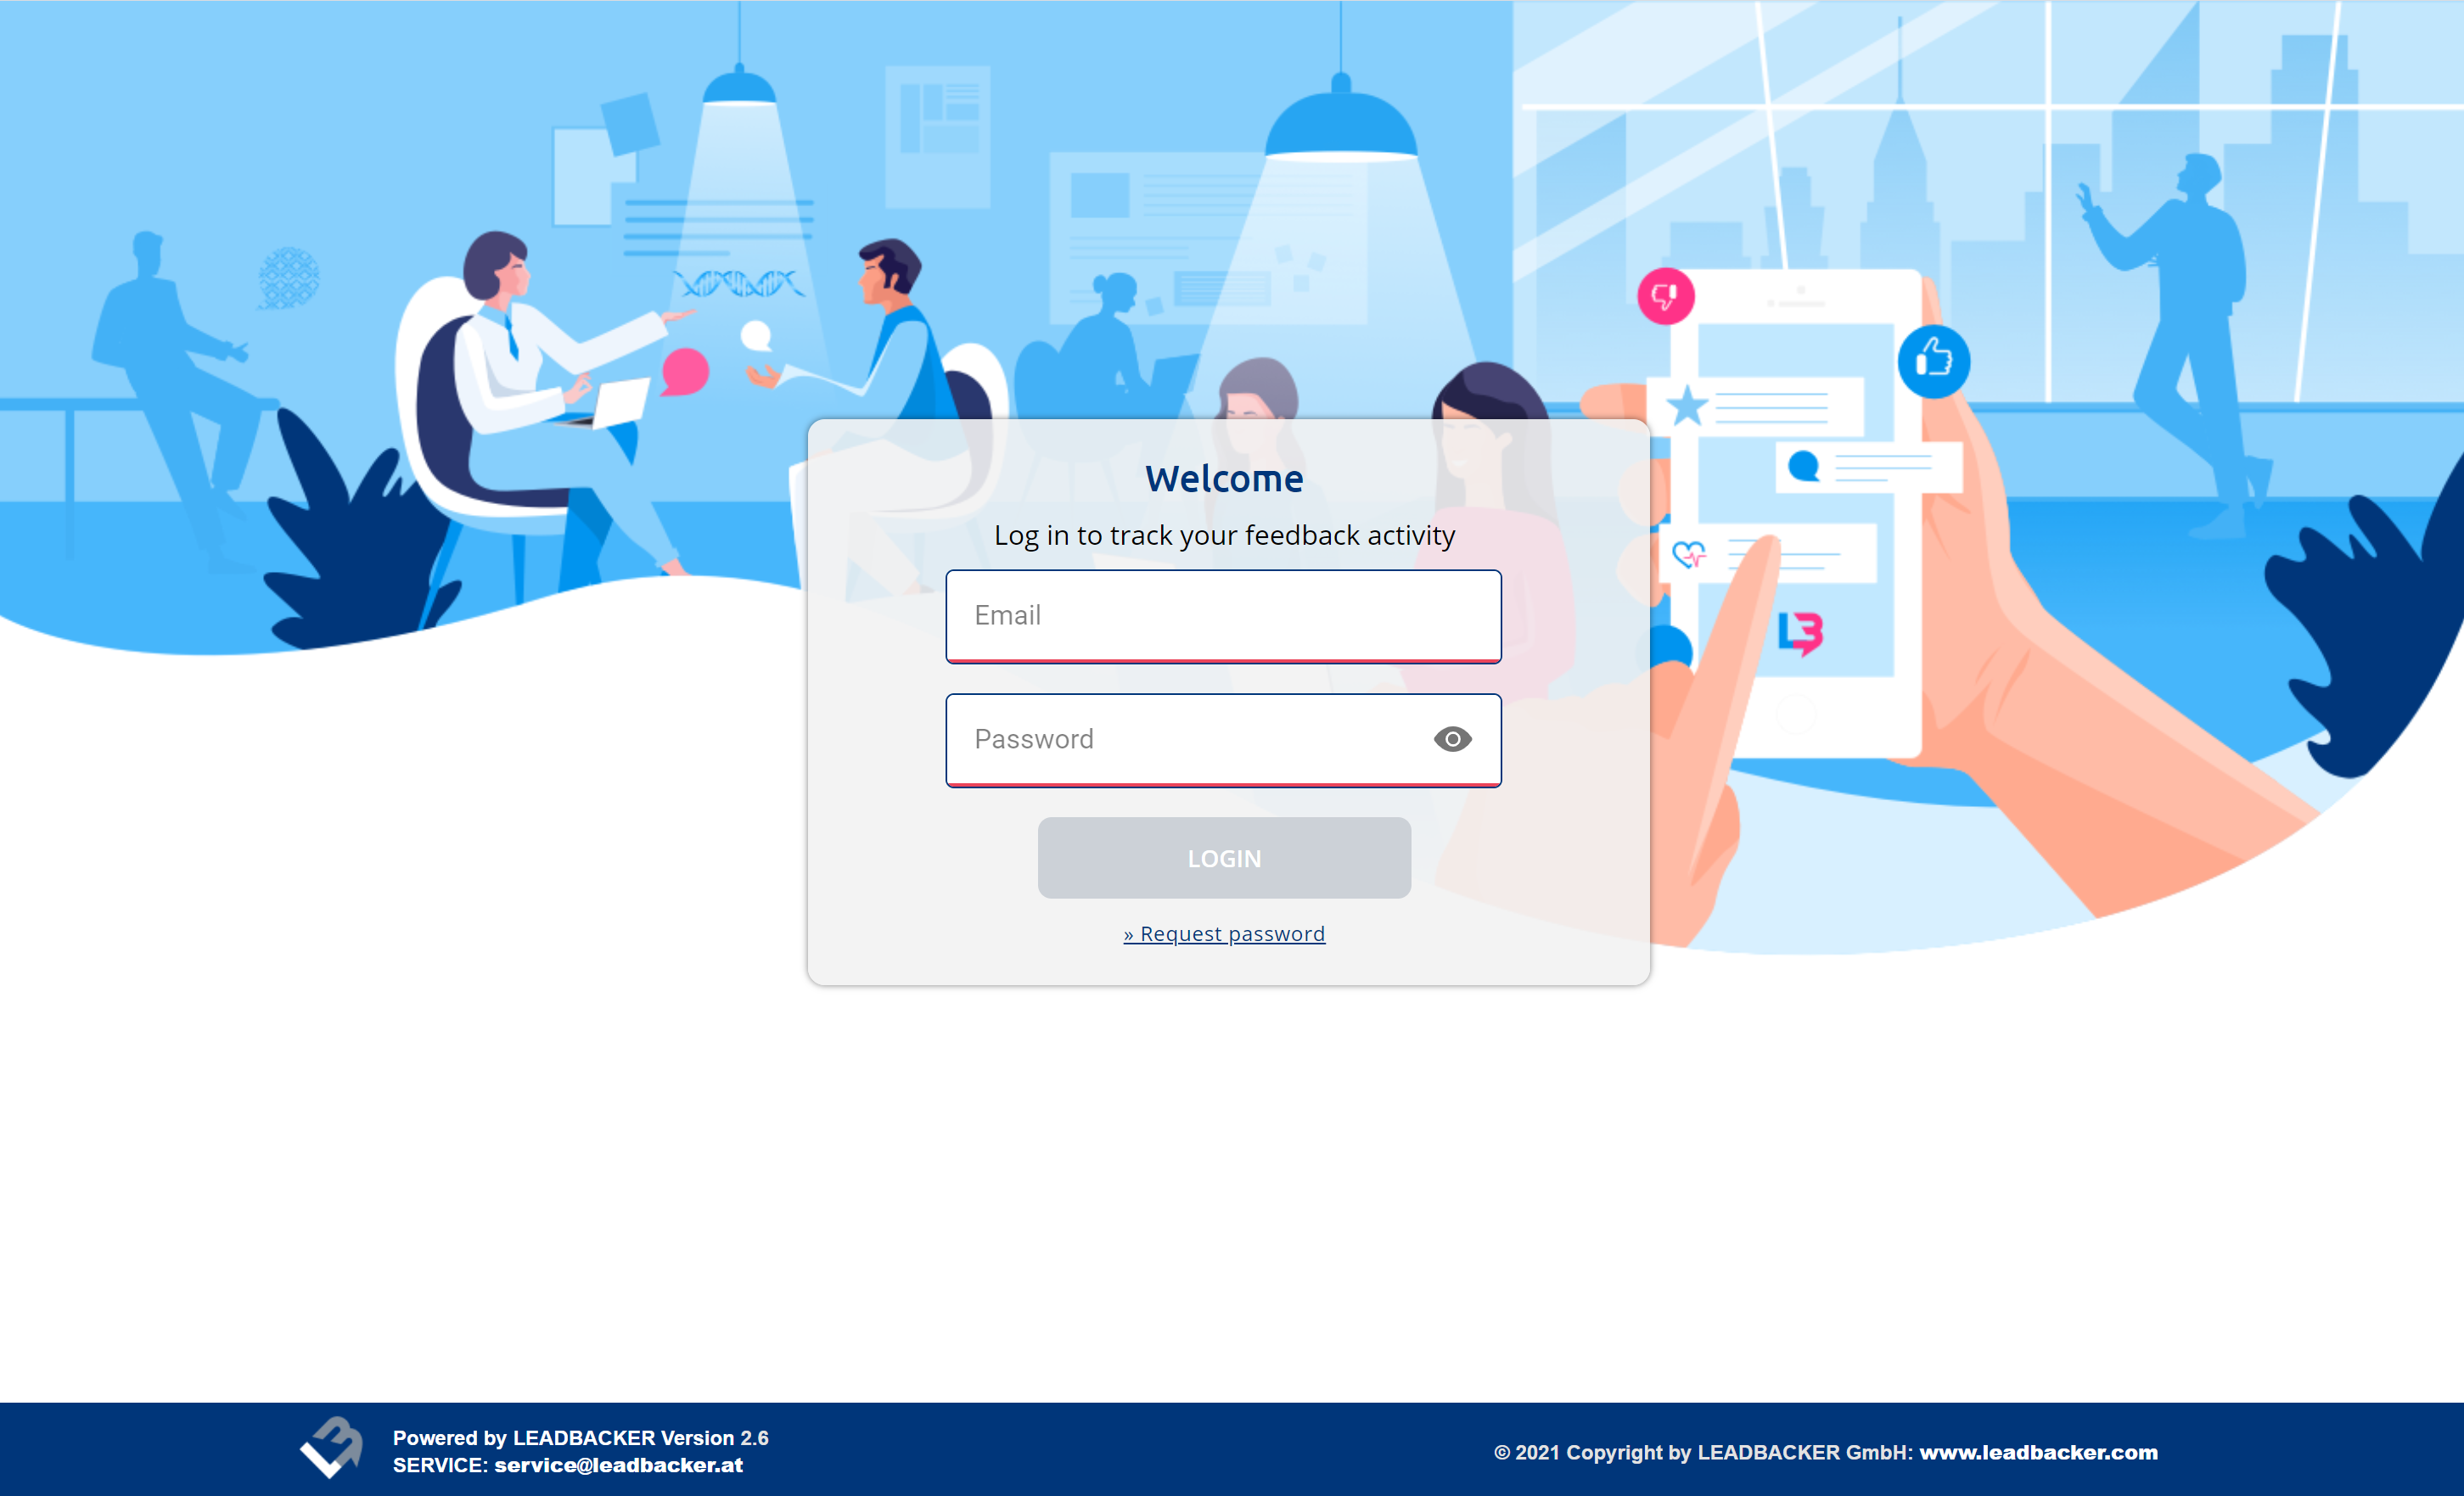 Welcome
Log in to track your feedback activity
Email
Password
LOGIN
» Request password
Powered by LEADBACKER Version 2.6
SERVICE: service@leadbacker.at
© 2021 Copyright by LEADBACKER GmbH: www.leadbacker.com